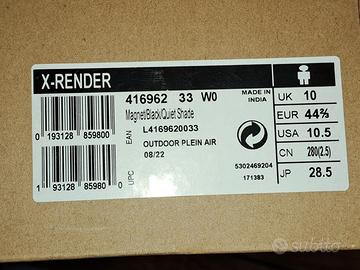 X-RENDER
416962 33 W0
Magnet/Black/Quiet Shade
EAN
L4169620033
OUTDOOR PLEIN AIR
08/22
UPC
0 193128 859800
1 93128 85980 0
MADE IN
INDIA
5302469204
171383
UK 10
EUR 44⅔
USA 10.5
CN 280(2.5)
JP 28.5
subito